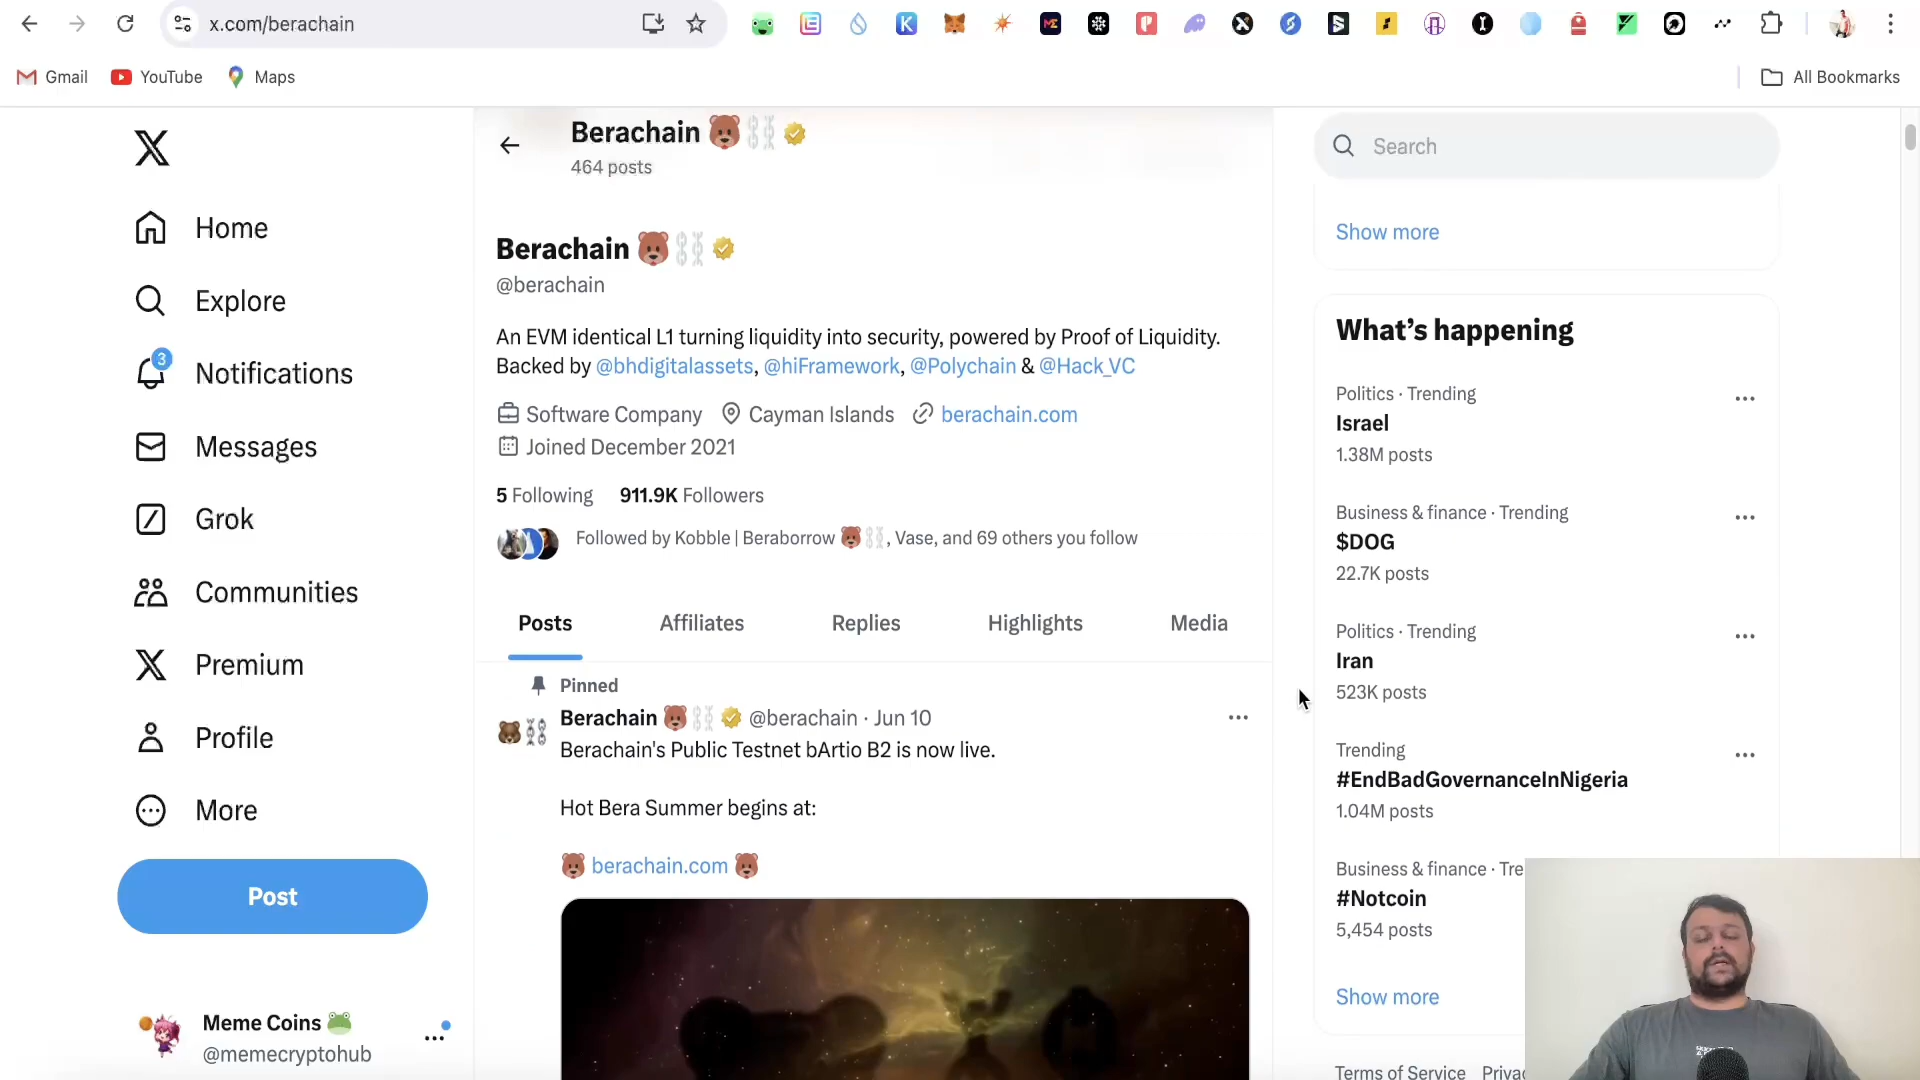 x.com/berachain
Gmail
YouTube
Maps
All Bookmarks
Berachain
464 posts
Search
Home
Explore
3
Notifications
Messages
Grok
Communities
Premium
Profile
More
Post
Meme Coins
@memecryptohub
Berachain
@berachain
An EVM identical L1 turning liquidity into security, powered by Proof of Liquidity.
Backed by @bhdigitalassets, @hiFramework, @Polychain & @Hack_VC
Software Company Cayman Islands berachain.com
Joined December 2021
5 Following 911.9K Followers
Followed by Kobble | Beraborrow , Vase, and 69 others you follow
Posts Affiliates Replies Highlights Media
Pinned
Berachain @berachain · Jun 10
Berachain's Public Testnet bArtio B2 is now live.
Hot Bera Summer begins at:
berachain.com
Show more
What's happening
Politics · Trending
Israel
1.38M posts
Business & finance · Trending
$DOG
22.7K posts
Politics · Trending
Iran
523K posts
Trending
#EndBadGovernanceInNigeria
1.04M posts
Business & finance · Tre
#Notcoin
5,454 posts
Show more
Terms of Service Privac